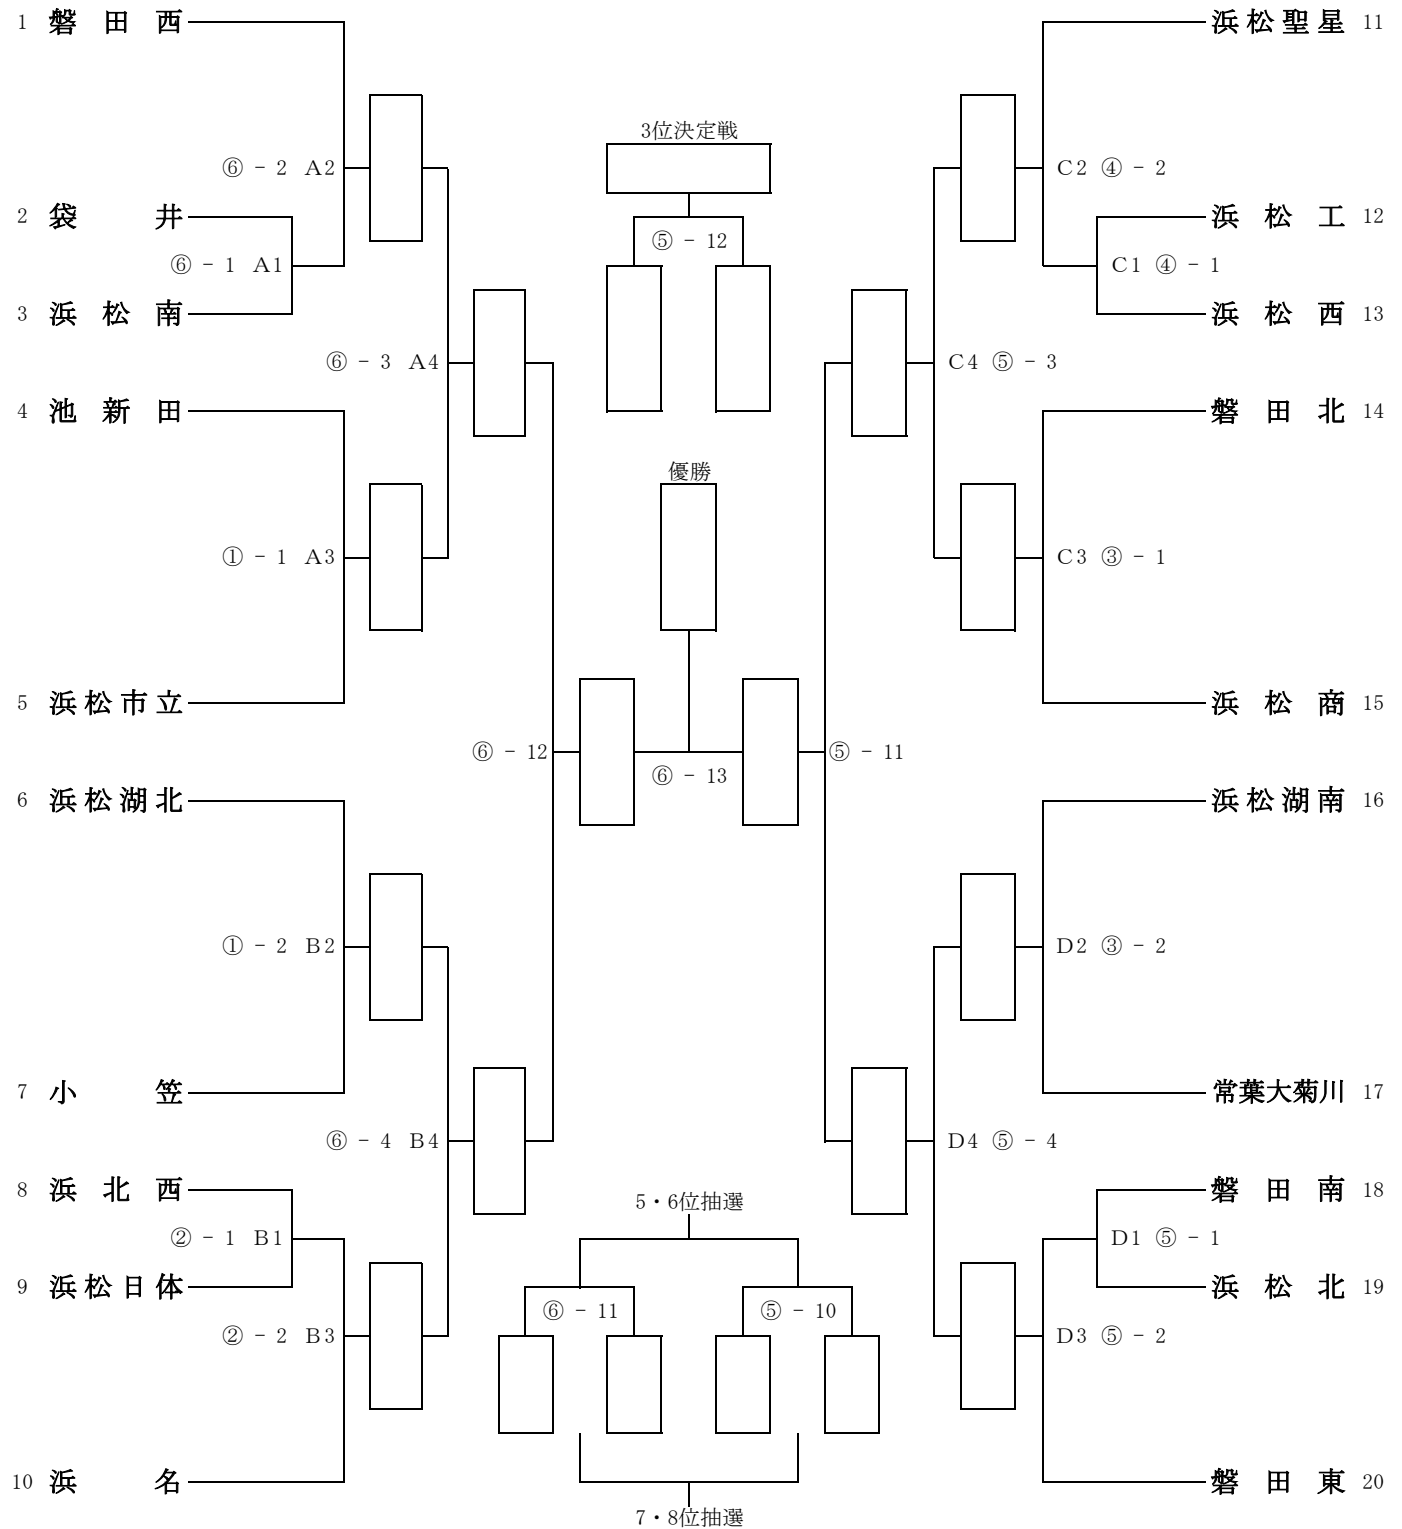 1 磐田西
浜松聖星 11
3位決定戦
⑥ - 2 A2
C2 ④ - 2
2 袋井
浜松工 12
⑤ - 12
⑥ - 1 A1
C1 ④ - 1
3 浜松南
浜松西 13
⑥ - 3 A4
C4 ⑤ - 3
4 池新田
磐田北 14
優勝
① - 1 A3
C3 ③ - 1
5 浜松市立
浜松商 15
⑥ - 12
⑤ - 11
⑥ - 13
6 浜松湖北
浜松湖南 16
① - 2 B2
D2 ③ - 2
7 小笠
常葉大菊川 17
⑥ - 4 B4
D4 ⑤ - 4
8 浜北西
5・6位抽選
磐田南 18
② - 1 B1
D1 ⑤ - 1
9 浜松日体
浜松北 19
⑥ - 11
⑤ - 10
② - 2 B3
D3 ⑤ - 2
10 浜名
磐田東 20
7・8位抽選